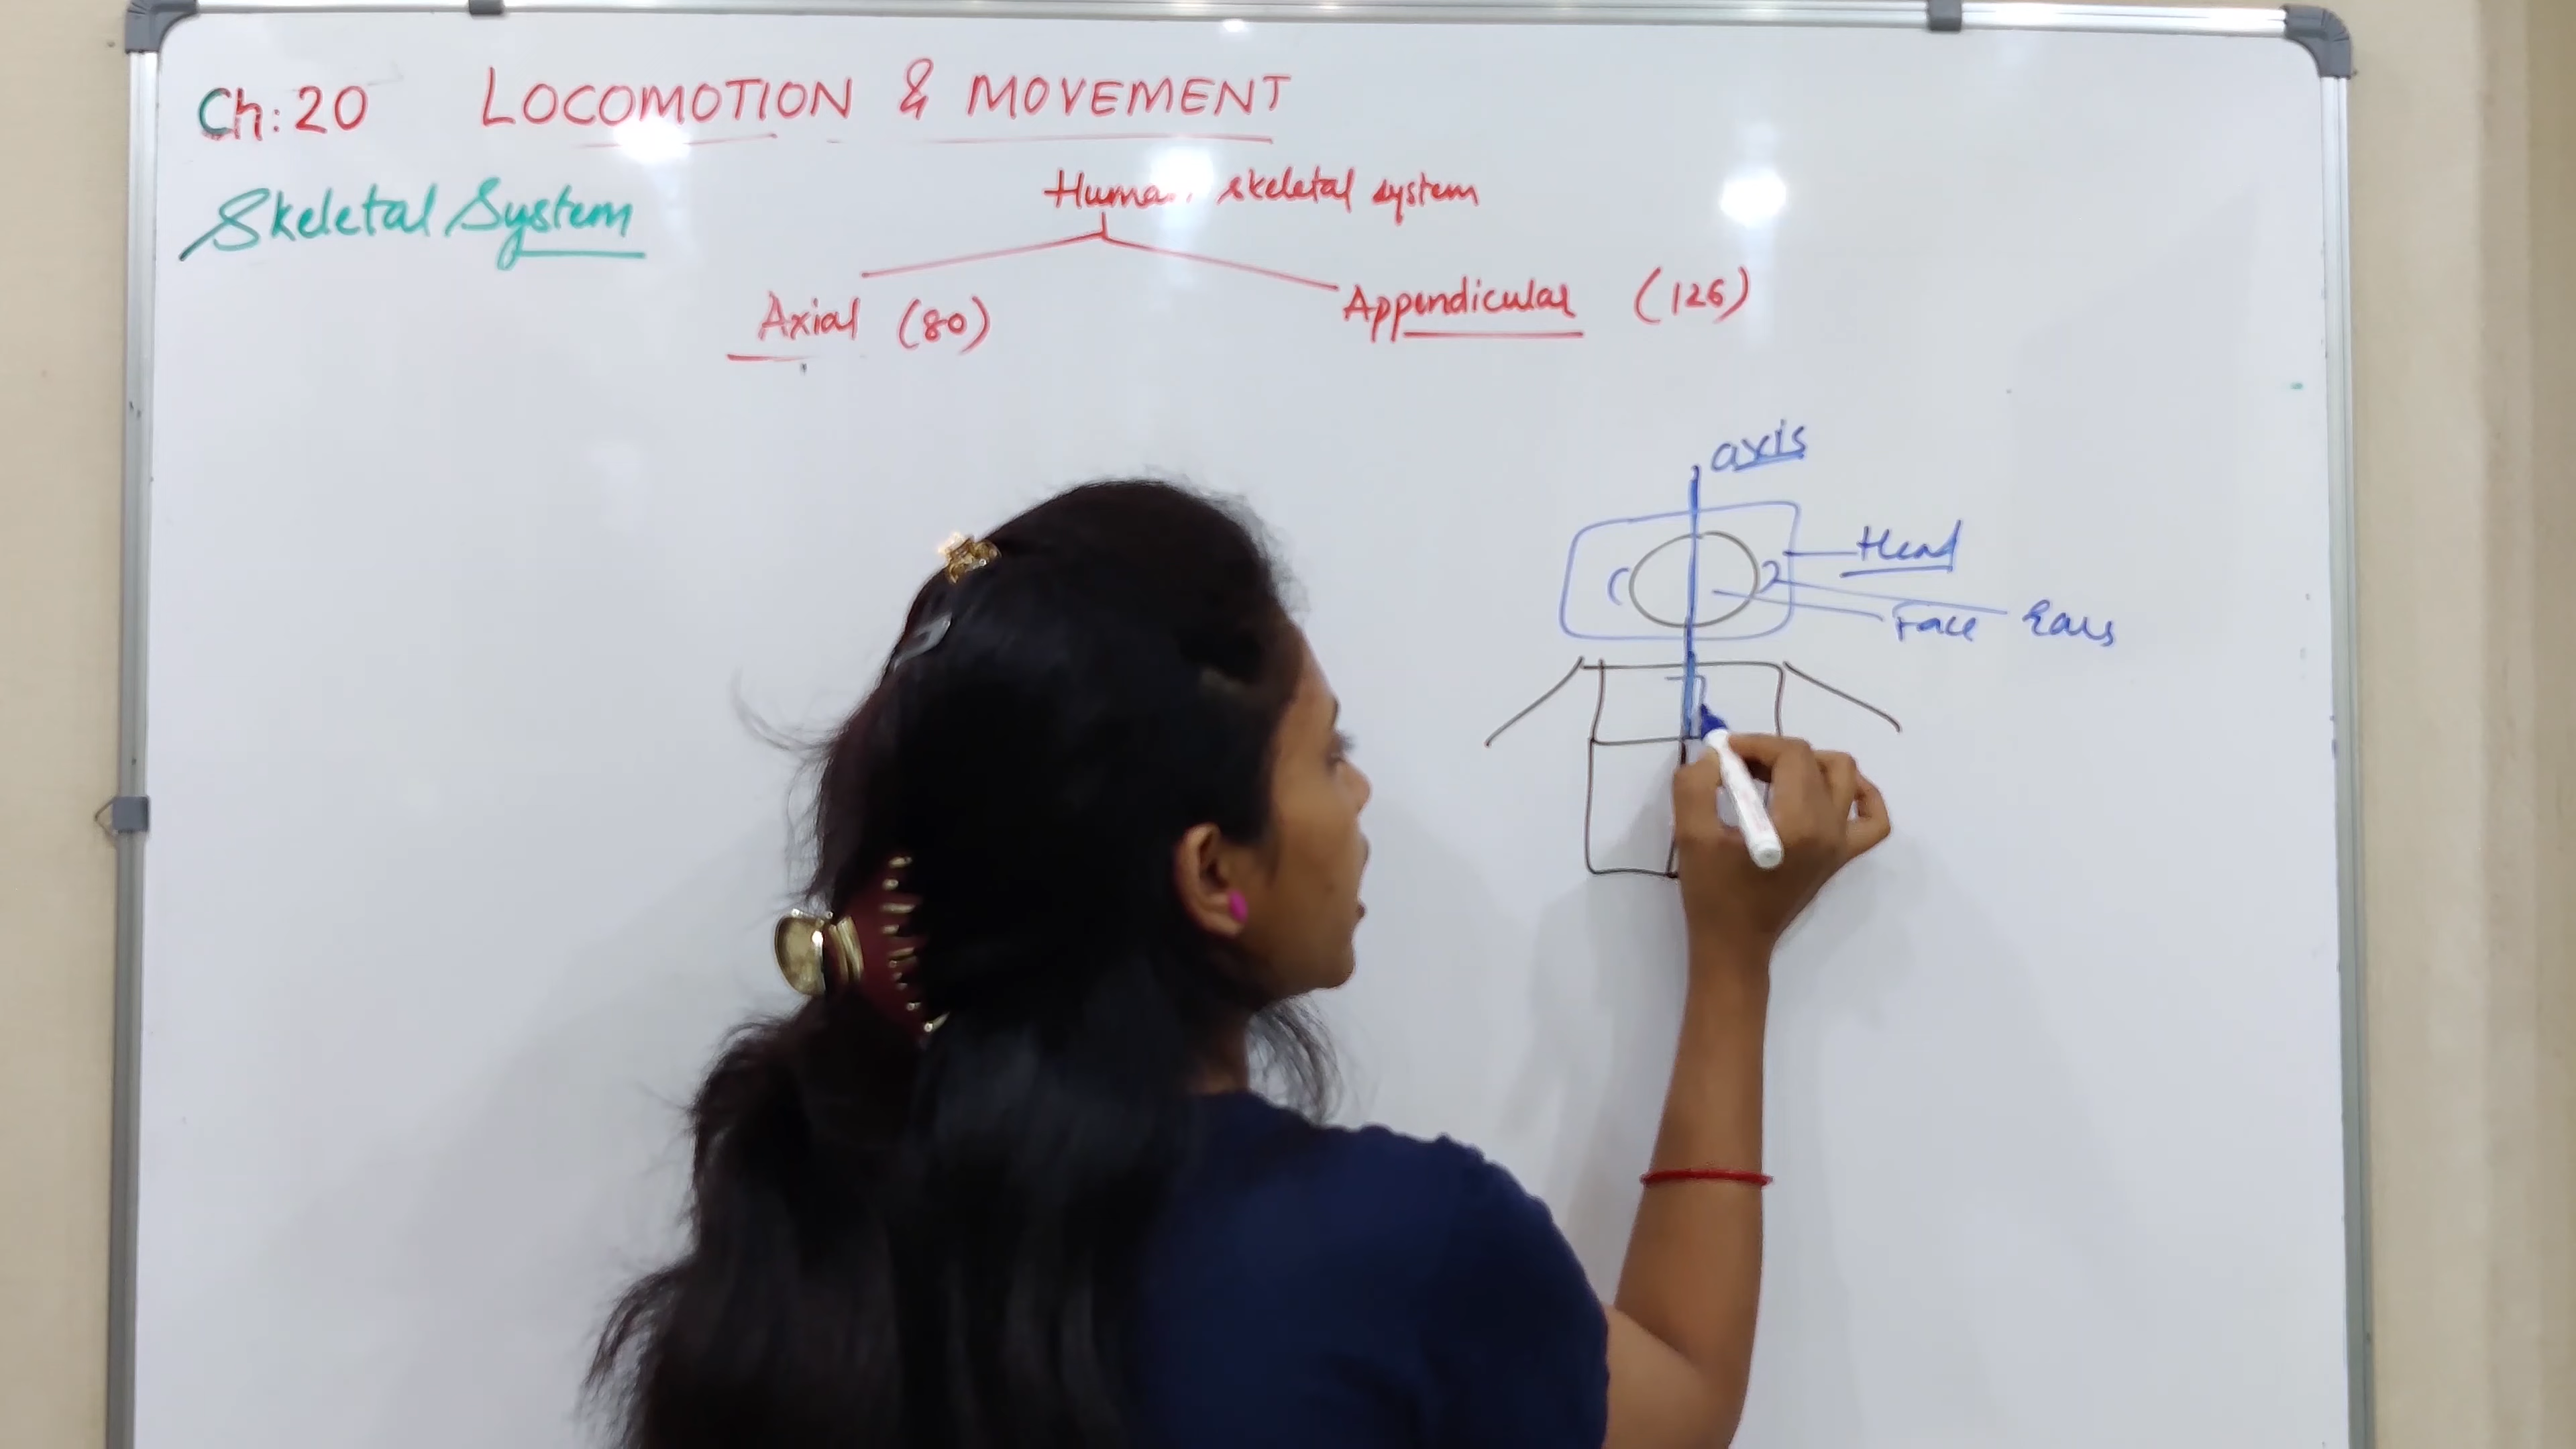 Ch: 20 LOCOMOTION & MOVEMENT
Skeletal System
Human skeletal system
Axial (80)
Appendicular (126)
axis
Head
Face Ears